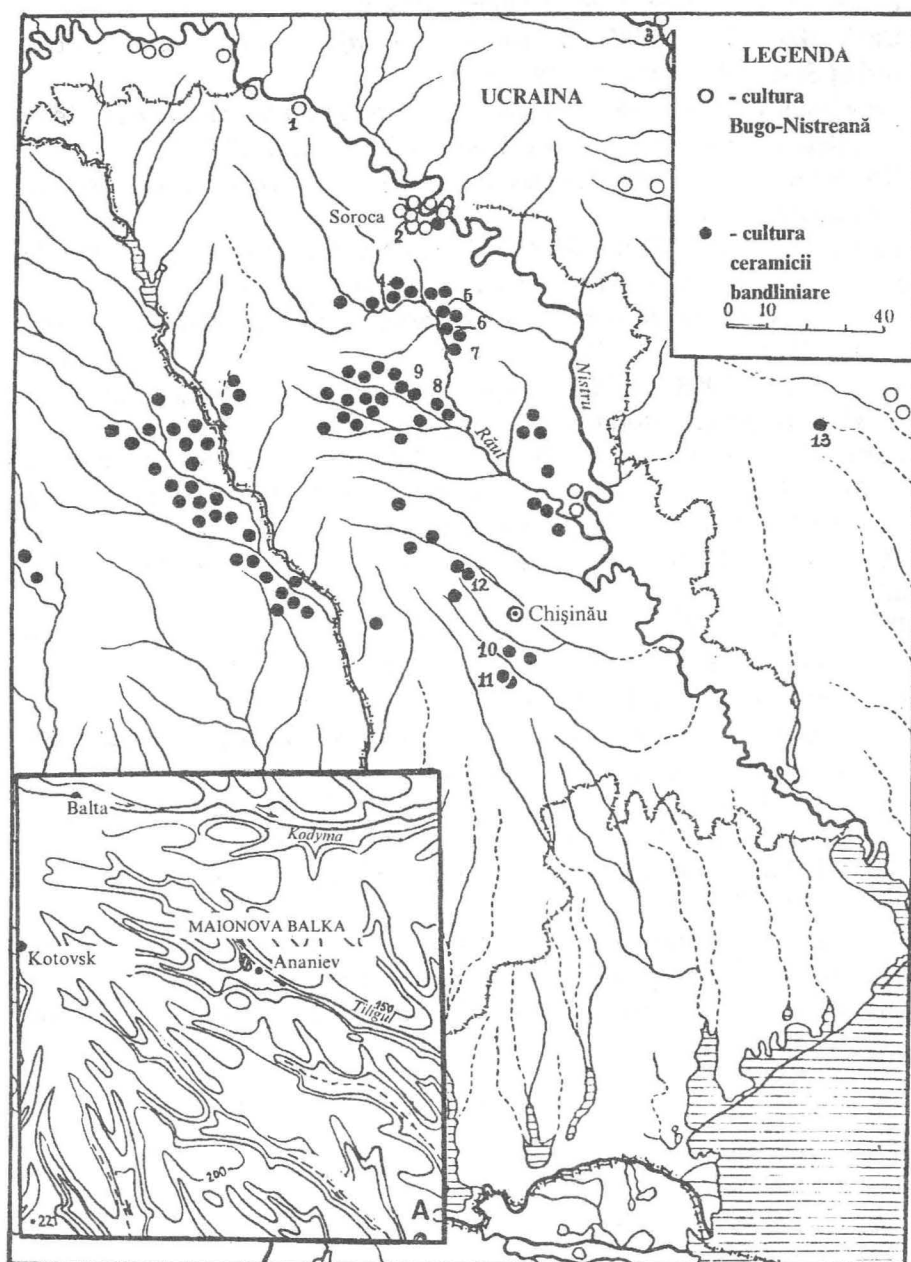 3
LEGENDA
- cultura
Bugo-Nistreană
- cultura
ceramicii
bandliniare
0 10 40
UCRAINA
1
Soroca
2
4
5
6
7
9
8
Nistru
Răul
13
12
Chişinău
10
11
Balta
Kodyma
MAIONOVA BALKA
Kotovsk
Ananiev
150
Tiligul
200
221
A